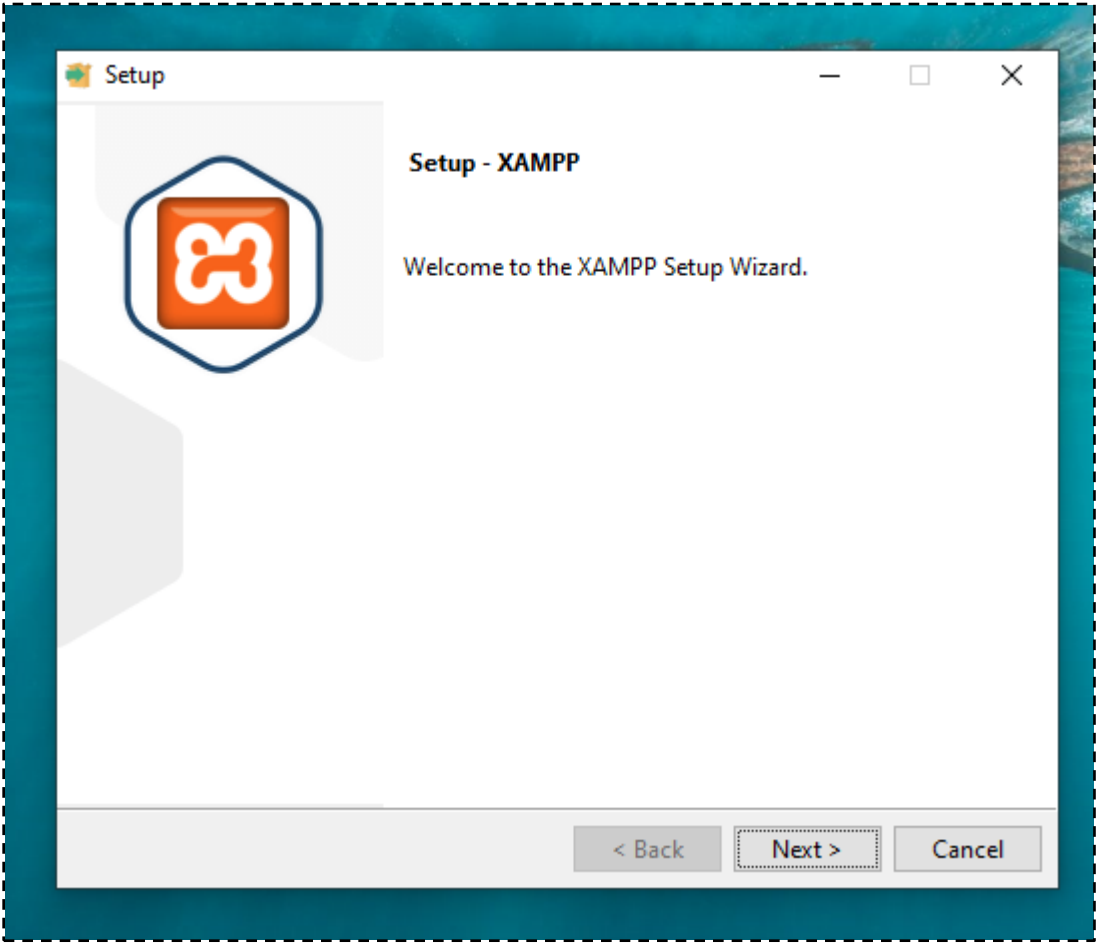 Setup
Setup - XAMPP
Welcome to the XAMPP Setup Wizard.
< Back
Next >
Cancel